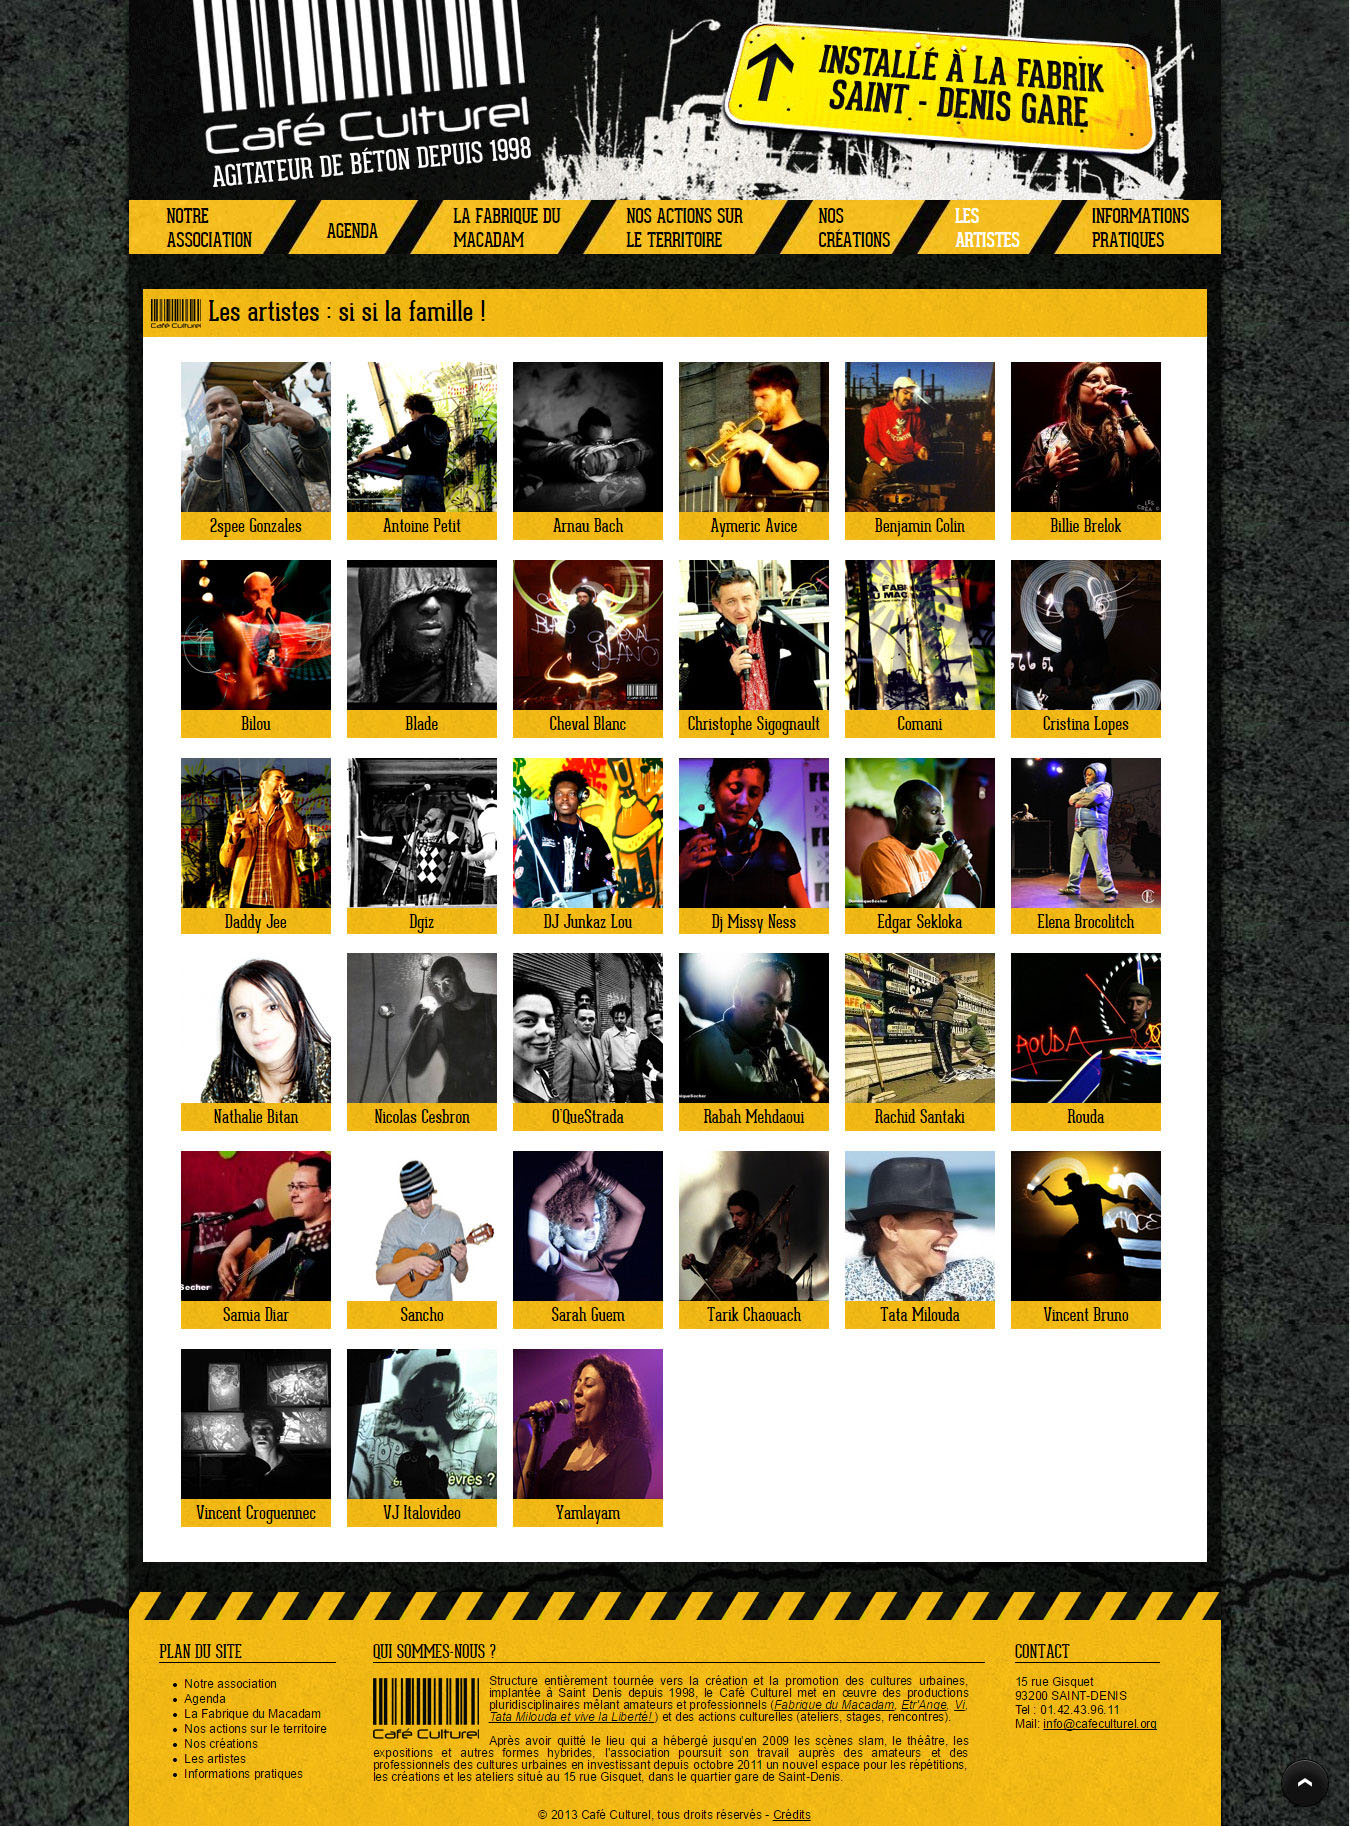 Café Culturel
AGITATEUR DE BÉTON DEPUIS 1998
INSTALLÉ À LA FABRIK
SAINT - DENIS GARE
NOTRE
ASSOCIATION
AGENDA
LA FABRIQUE DU
MACADAM
NOS ACTIONS SUR
LE TERRITOIRE
NOS
CRÉATIONS
LES
ARTISTES
INFORMATIONS
PRATIQUES
Café Culturel
Les artistes : si si la famille !
2spee Gonzales
Antoine Petit
Arnau Bach
Aymeric Avice
Benjamin Colin
Billie Brelok
Bilou
Blade
Cheval Blanc
Christophe Sigognault
Comani
Cristina Lopes
Daddy Jee
Dgiz
DJ Junkaz Lou
Dj Missy Ness
Edgar Sekloka
Elena Brocolitch
Nathalie Bitan
Nicolas Cesbron
O'QueStrada
Rabah Mehdaoui
Rachid Santaki
ROUDA
Rouda
Samia Diar
Sancho
Sarah Guem
Tarik Chaouach
Tata Milouda
Vincent Bruno
Vincent Croguennec
VJ Italovideo
Yamlayam
PLAN DU SITE
Notre association
Agenda
La Fabrique du Macadam
Nos actions sur le territoire
Nos créations
Les artistes
Informations pratiques
QUI SOMMES-NOUS ?
Café Culturel
Structure entièrement tournée vers la création et la promotion des cultures urbaines,
implantée à Saint Denis depuis 1998, le Café Culturel met en œuvre des productions
pluridisciplinaires mêlant amateurs et professionnels (Fabrique du Macadam, Etr'Ange, Vi,
Tata Milouda et vive la Liberté! ) et des actions culturelles (ateliers, stages, rencontres).
Après avoir quitté le lieu qui a hébergé jusqu'en 2009 les scènes slam, le théâtre, les
expositions et autres formes hybrides, l'association poursuit son travail auprès des amateurs et des
professionnels des cultures urbaines en investissant depuis octobre 2011 un nouvel espace pour les répétitions,
les créations et les ateliers situé au 15 rue Gisquet, dans le quartier gare de Saint-Denis.
CONTACT
15 rue Gisquet
93200 SAINT-DENIS
Tel : 01.42.43.96.11
Mail: info@cafeculturel.org
© 2013 Café Culturel, tous droits réservés - Crédits